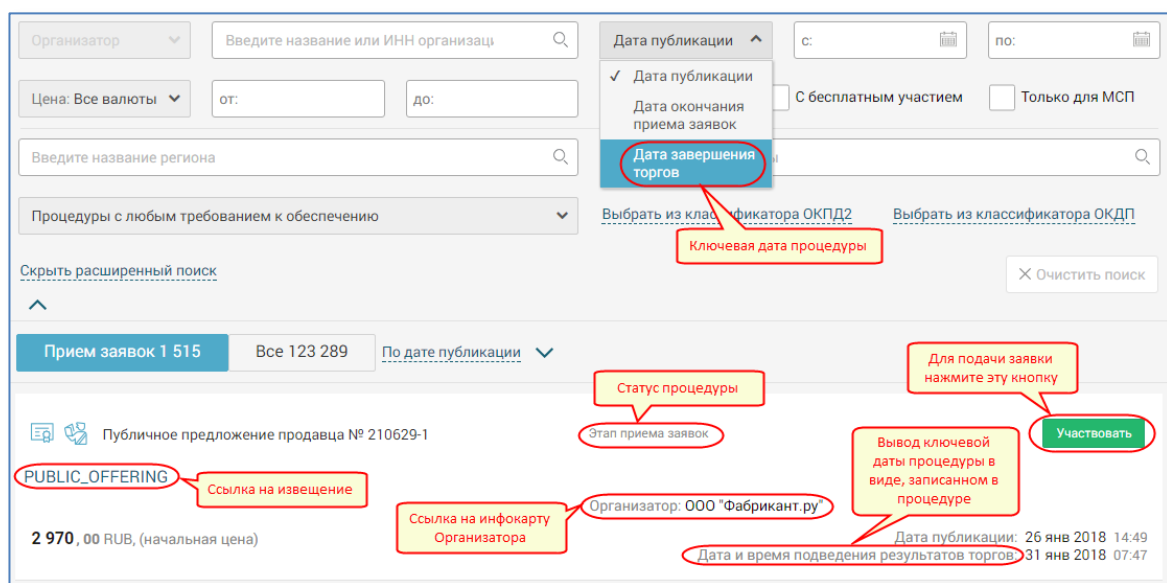 Организатор
Введите название или ИНН организаци
Дата публикации
с:
по:
✓ Дата публикации
Дата окончания
приема заявок
Дата завершения
торгов
Цена: Все валюты
от:
до:
С бесплатным участием
Только для МСП
Введите название региона
ы
Ключевая дата процедуры
Процедуры с любым требованием к обеспечению
Выбрать из классификатора ОКПД2
Выбрать из классификатора ОКДП
Скрыть расширенный поиск
Очистить поиск
Прием заявок 1 515
Все 123 289
По дате публикации
Статус процедуры
Для подачи заявки
нажмите эту кнопку
Публичное предложение продавца № 210629-1
Этап приема заявок
Участвовать
PUBLIC_OFFERING
Ссылка на извещение
Вывод ключевой
даты процедуры в
виде, записанном в
процедуре
Организатор: ООО "Фабрикант.ру"
Ссылка на инфокарту
Организатора
2 970, 00 RUB, (начальная цена)
Дата публикации: 26 янв 2018 14:49
Дата и время подведения результатов торгов: 31 янв 2018 07:47